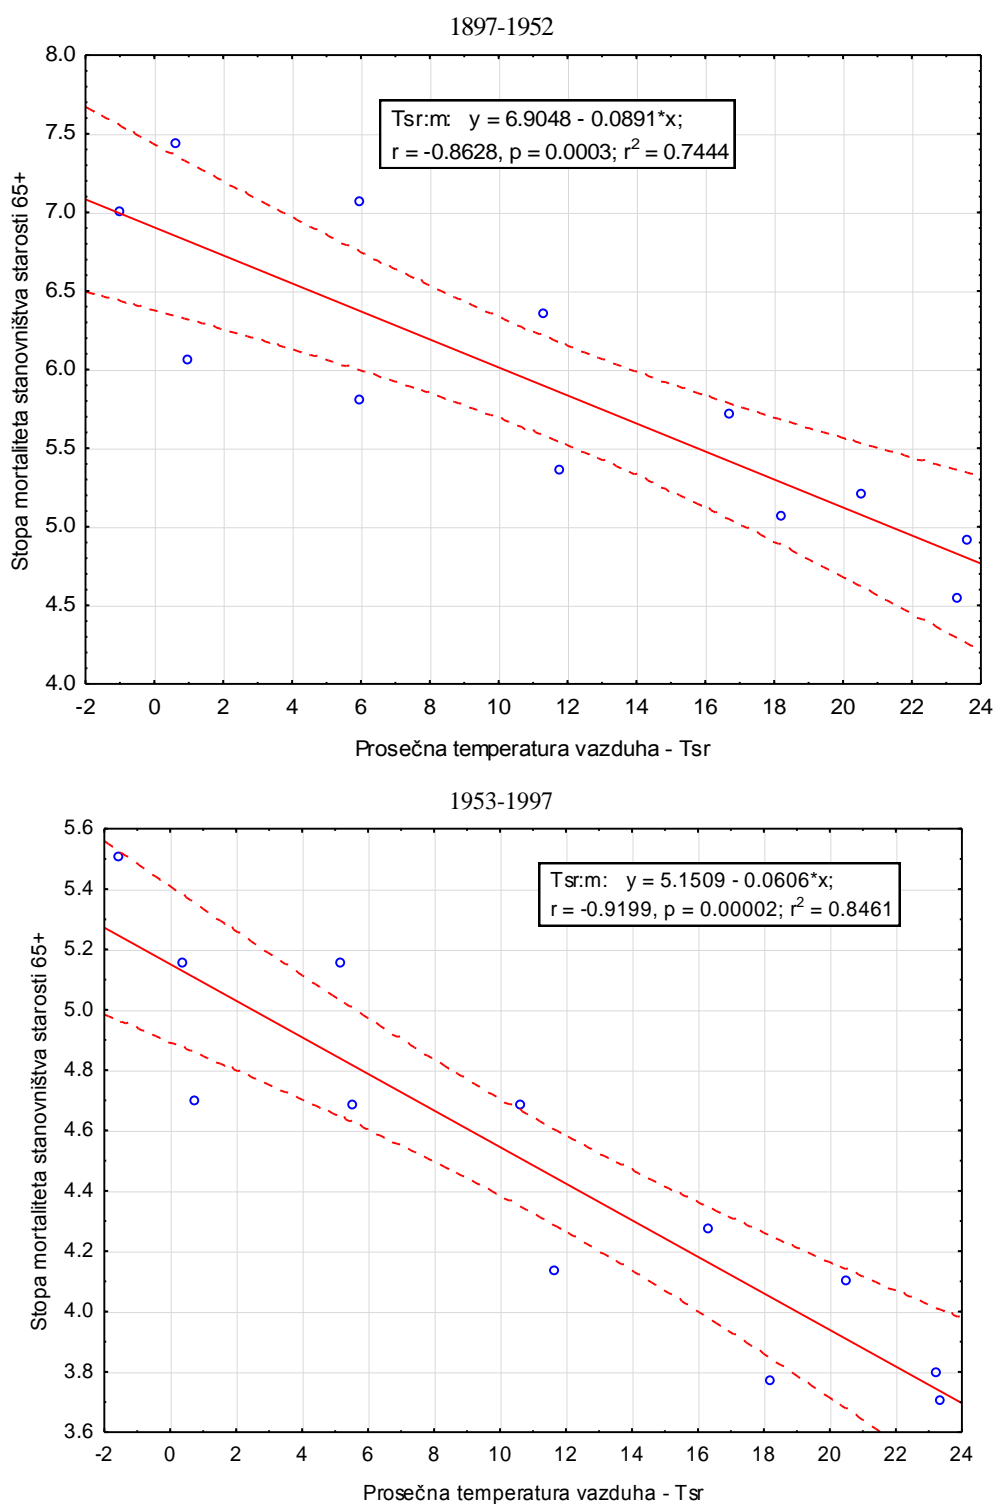 1897-1952
8.0
7.5
7.0
6.5
6.0
5.5
5.0
4.5
4.0
Stopa mortaliteta stanovništva starosti 65+
Tsr:m: y = 6.9048 - 0.0891*x;
r = -0.8628, p = 0.0003; r² = 0.7444
-2 0 2 4 6 8 10 12 14 16 18 20 22 24
Prosečna temperatura vazduha - Tsr
1953-1997
5.6
5.4
5.2
5.0
4.8
4.6
4.4
4.2
4.0
3.8
3.6
Stopa mortaliteta stanovništva starosti 65+
Tsr:m: y = 5.1509 - 0.0606*x;
r = -0.9199, p = 0.00002; r² = 0.8461
-2 0 2 4 6 8 10 12 14 16 18 20 22 24
Prosečna temperatura vazduha - Tsr